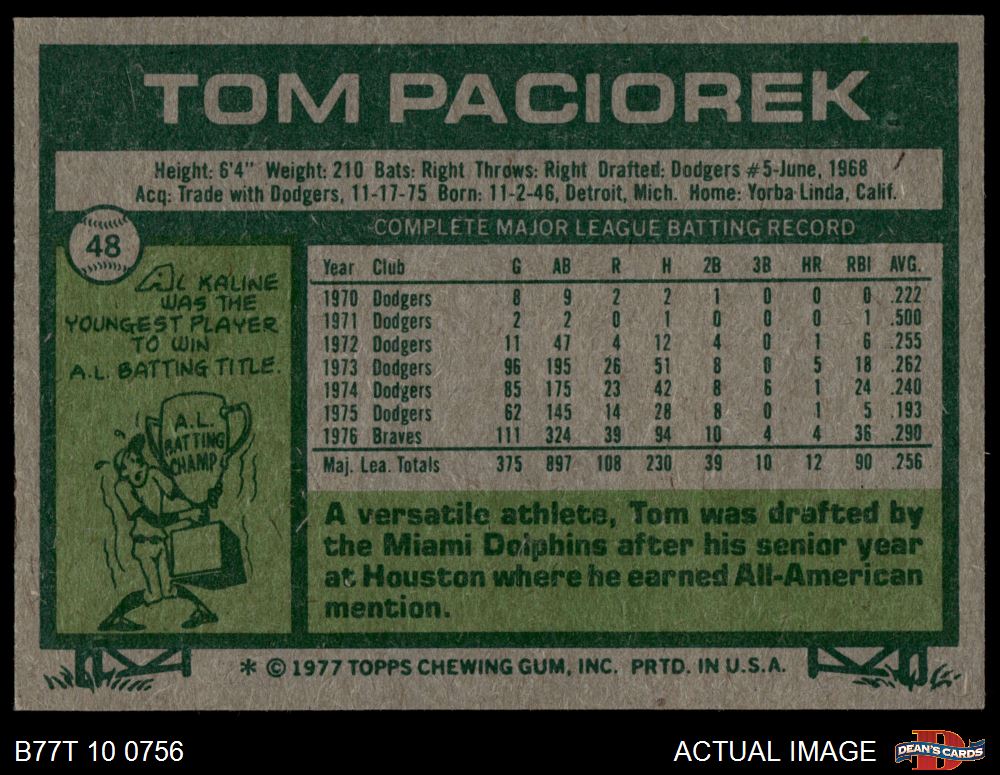 TOM PACIOREK
Height: 6'4" Weight: 210 Bats: Right Throws: Right Drafted: Dodgers #5-June, 1968
Acq: Trade with Dodgers, 11-17-75 Born: 11-2-46, Detroit, Mich. Home: Yorba Linda, Calif.
48
AL KALINE
WAS THE
YOUNGEST PLAYER
TO WIN
A.L. BATTING TITLE.
A.L.
BATTING
CHAMP
COMPLETE MAJOR LEAGUE BATTING RECORD
Year Club G AB R H 2B 3B HR RBI AVG.
1970 Dodgers 8 9 2 2 1 0 0 0 .222
1971 Dodgers 2 2 0 1 0 0 0 1 .500
1972 Dodgers 11 47 4 12 4 0 1 6 .255
1973 Dodgers 96 195 26 51 8 0 5 18 .262
1974 Dodgers 85 175 23 42 8 6 1 24 .240
1975 Dodgers 62 145 14 28 8 0 1 5 .193
1976 Braves 111 324 39 94 10 4 4 36 .290
Maj. Lea. Totals 375 897 108 230 39 10 12 90 .256
A versatile athlete, Tom was drafted by
the Miami Dolphins after his senior year
at Houston where he earned All-American
mention.
* © 1977 TOPPS CHEWING GUM, INC. PRTD. IN U.S.A.
B77T 10 0756
ACTUAL IMAGE
DEAN'S CARDS